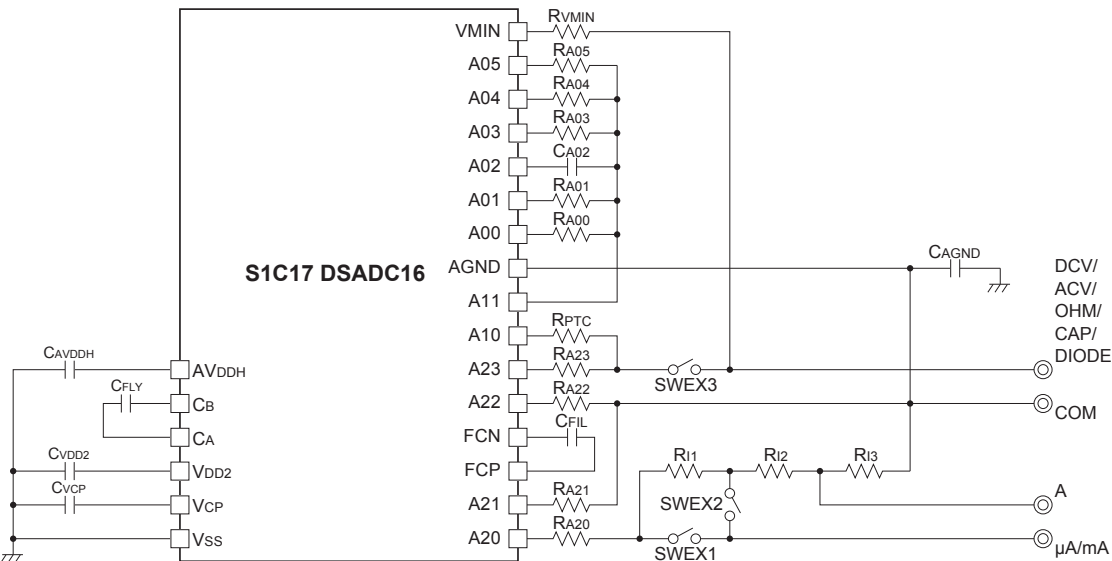 VMIN
RVMIN
A05
RA05
A04
RA04
A03
RA03
A02
CA02
A01
RA01
A00
RA00
S1C17 DSADC16
AGND
CAGND
A11
DCV/
ACV/
OHM/
CAP/
DIODE
A10
RPTC
CAVDDH
AVDDH
A23
RA23
SWEX3
CFLY
CB
A22
RA22
COM
CA
FCN
CFIL
CVDD2
VDD2
FCP
RI1
RI2
RI3
CVCP
VCP
A21
RA21
SWEX2
A
VSS
A20
RA20
SWEX1
µA/mA